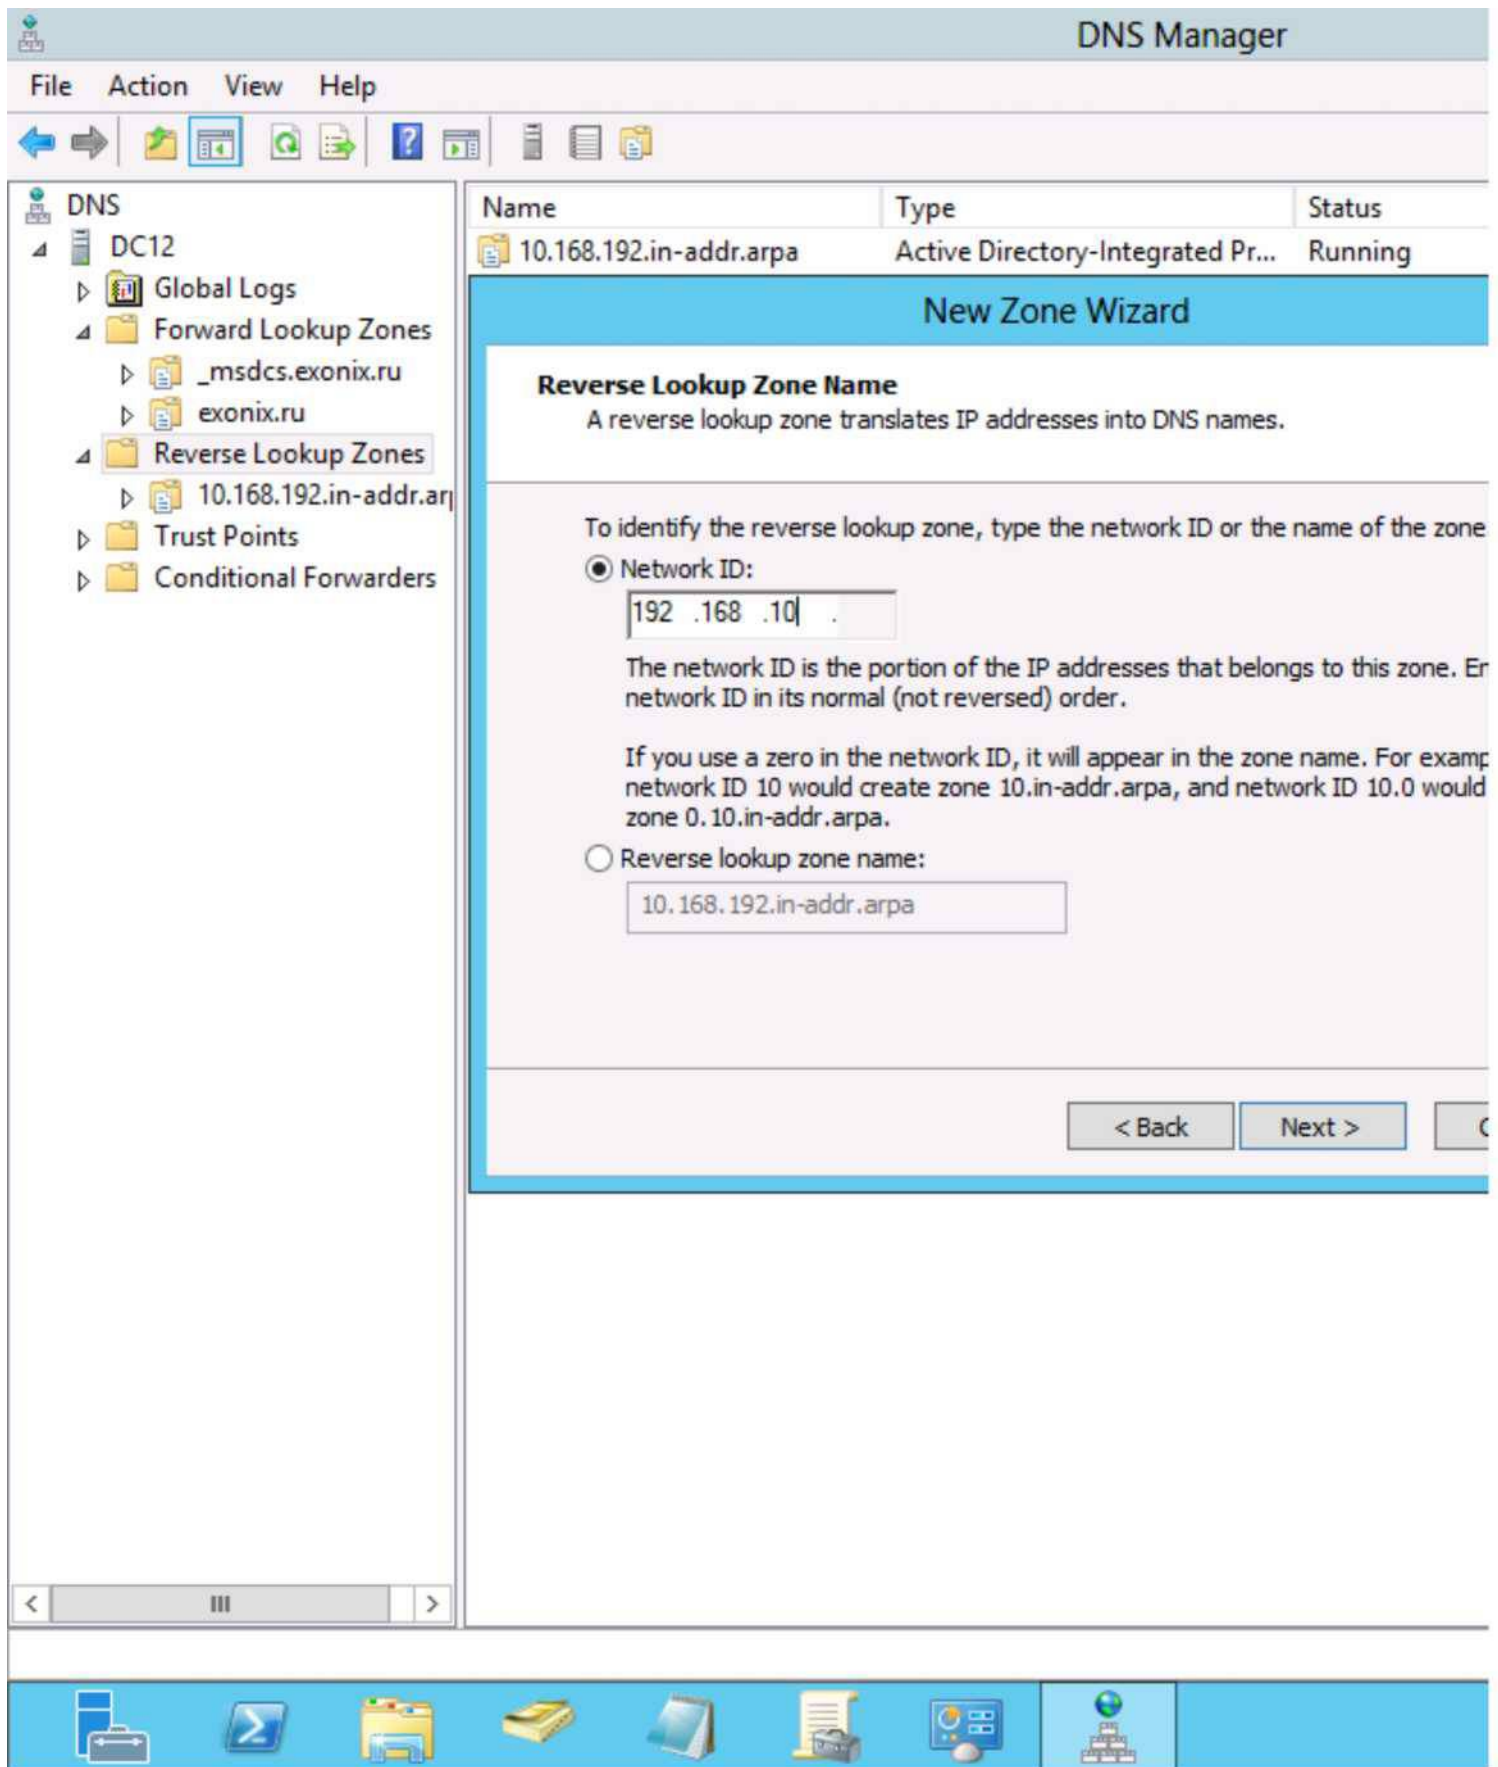 DNS Manager
File Action View Help
DNS
DC12
Global Logs
Forward Lookup Zones
_msdcs.exonix.ru
exonix.ru
Reverse Lookup Zones
10.168.192.in-addr.ar
Trust Points
Conditional Forwarders
Name Type Status
10.168.192.in-addr.arpa Active Directory-Integrated Pr... Running
New Zone Wizard
Reverse Lookup Zone Name
A reverse lookup zone translates IP addresses into DNS names.
To identify the reverse lookup zone, type the network ID or the name of the zone
Network ID:
192 .168 .10 .
The network ID is the portion of the IP addresses that belongs to this zone. Er
network ID in its normal (not reversed) order.
If you use a zero in the network ID, it will appear in the zone name. For examp
network ID 10 would create zone 10.in-addr.arpa, and network ID 10.0 would
zone 0.10.in-addr.arpa.
Reverse lookup zone name:
10.168.192.in-addr.arpa
< Back Next >